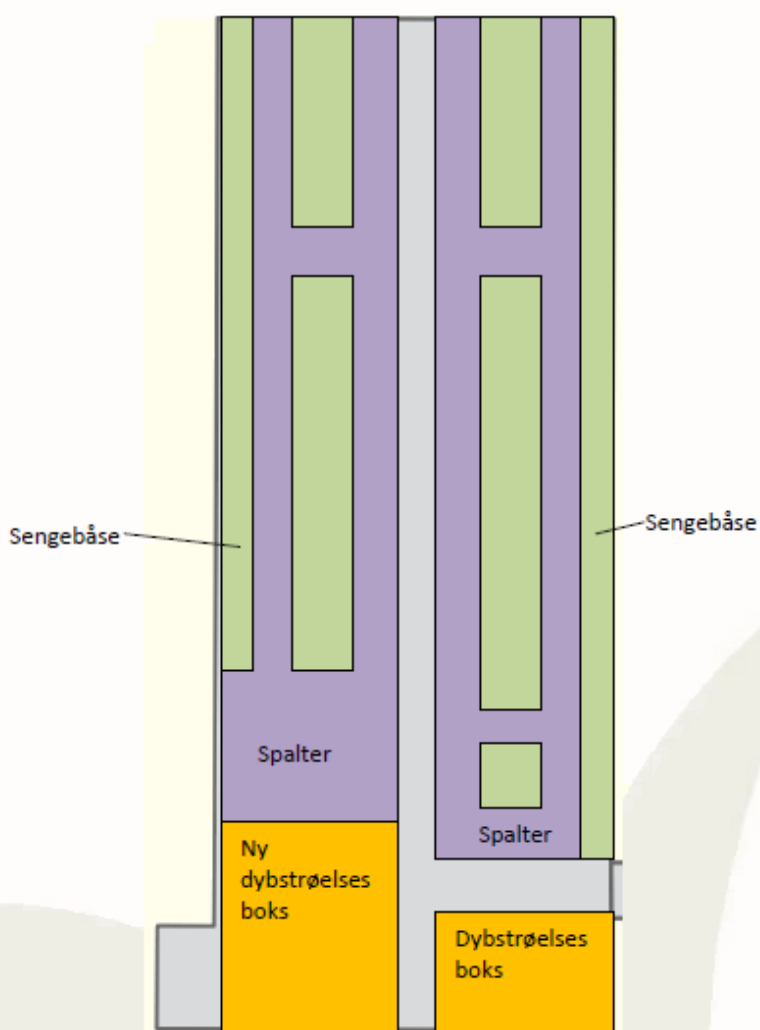 Sengebåse
Sengebåse
Spalter
Spalter
Ny
dybstrøelses
boks
Dybstrøelses
boks